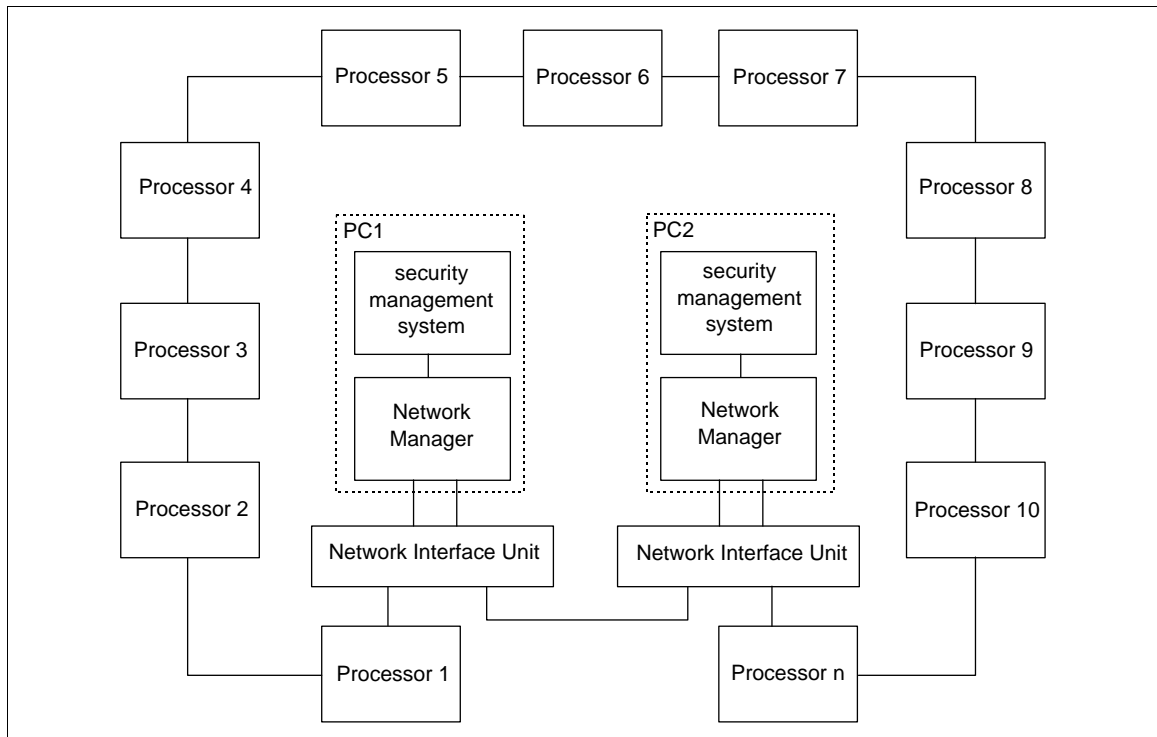 Processor 5
Processor 6
Processor 7
Processor 4
Processor 8
PC1
security
management
system
PC2
security
management
system
Processor 3
Processor 9
Network
Manager
Network
Manager
Processor 2
Processor 10
Network Interface Unit
Network Interface Unit
Processor 1
Processor n